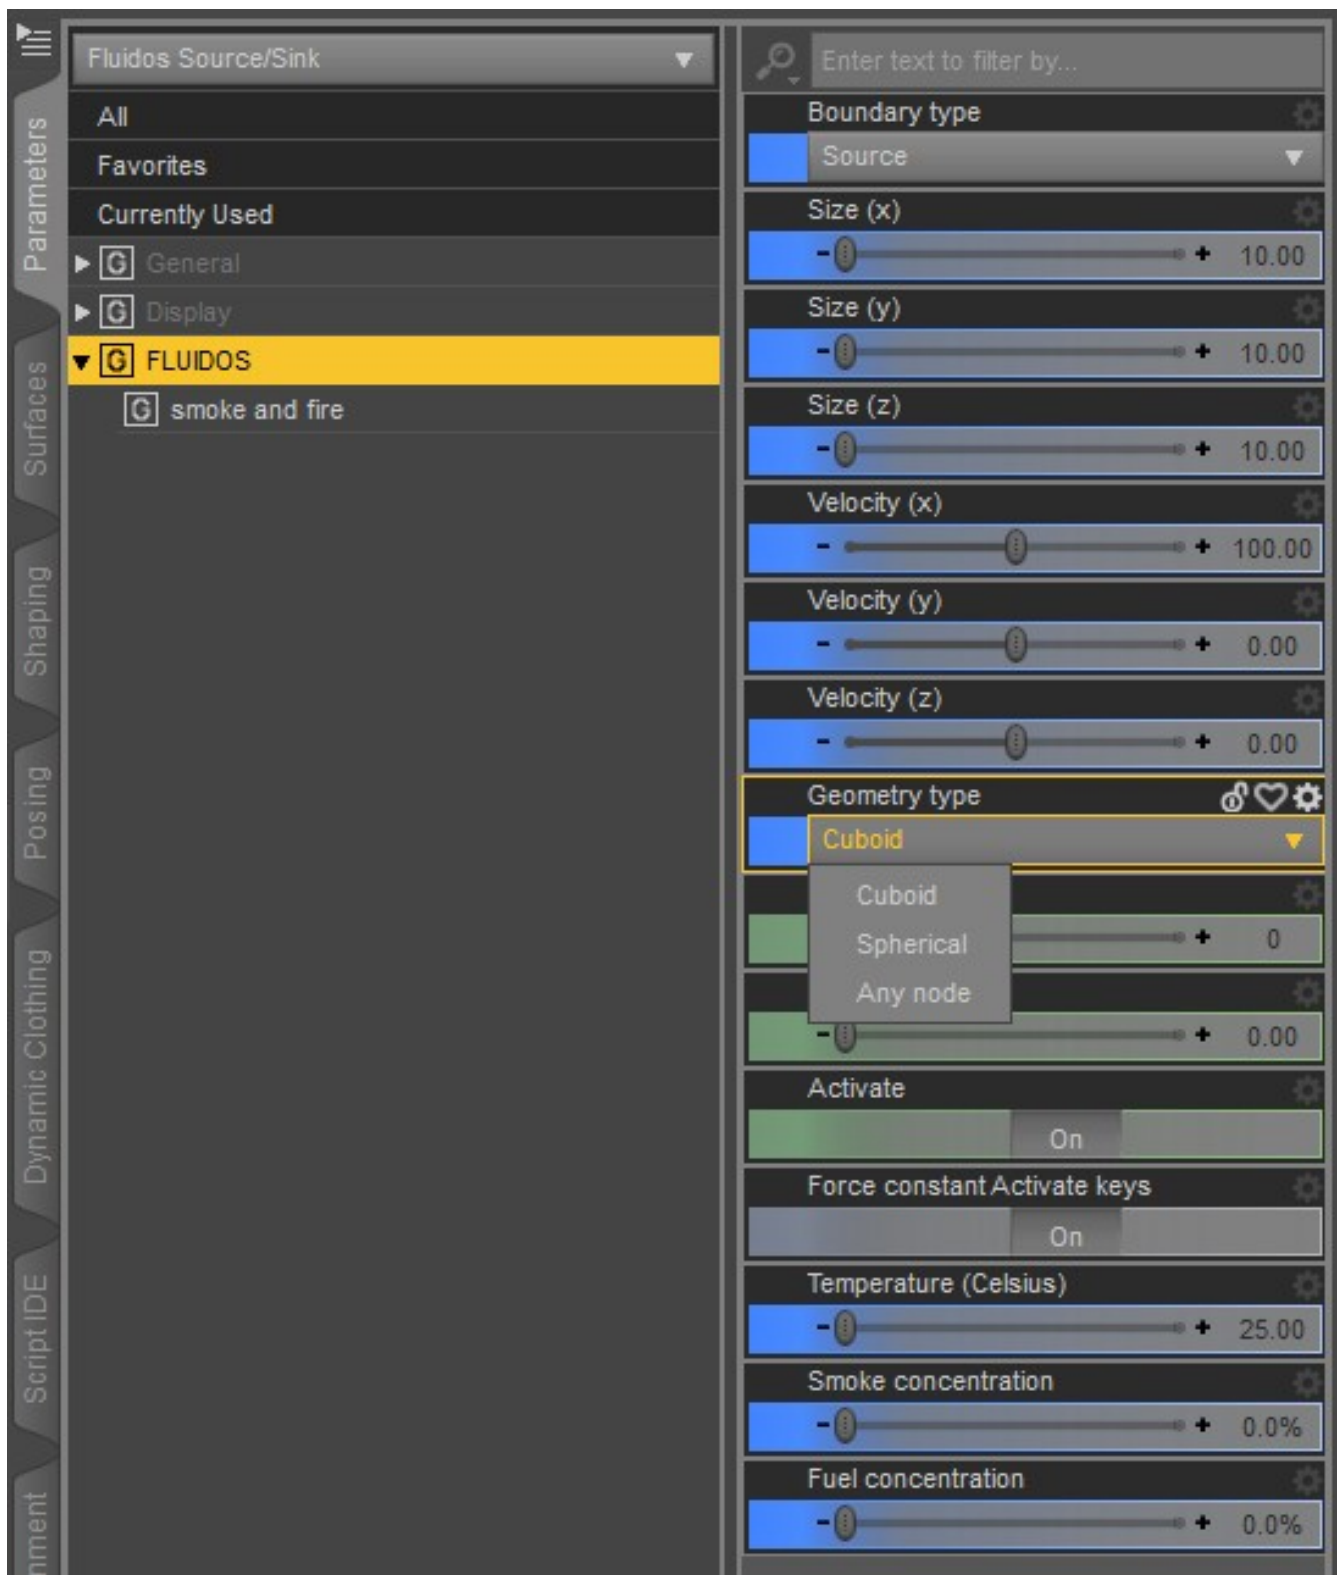 Fluidos Source/Sink
All
Favorites
Currently Used
G General
G Display
G FLUIDOS
G smoke and fire
Parameters
Surfaces
Shaping
Posing
Dynamic Clothing
Script IDE
nment
Enter text to filter by...
Boundary type
Source
Size (x)
- + 10.00
Size (y)
- + 10.00
Size (z)
- + 10.00
Velocity (x)
- + 100.00
Velocity (y)
- + 0.00
Velocity (z)
- + 0.00
Geometry type
Cuboid
Cuboid
Spherical
Any node
+ 0
- + 0.00
Activate
On
Force constant Activate keys
On
Temperature (Celsius)
- + 25.00
Smoke concentration
- + 0.0%
Fuel concentration
- + 0.0%